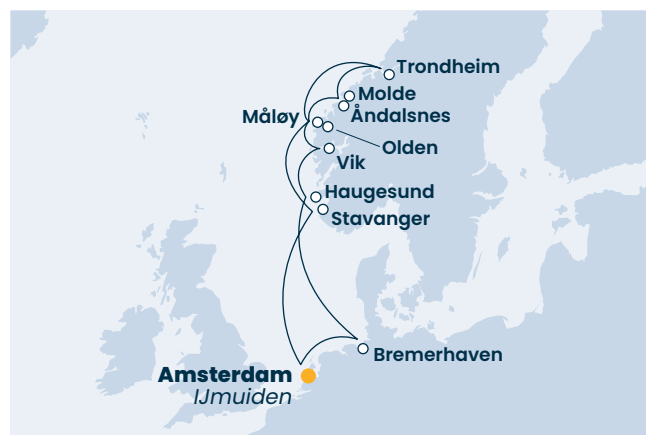 Trondheim
Molde
Åndalsnes
Måløy
Olden
Vik
Haugesund
Stavanger
Bremerhaven
Amsterdam
IJmuiden